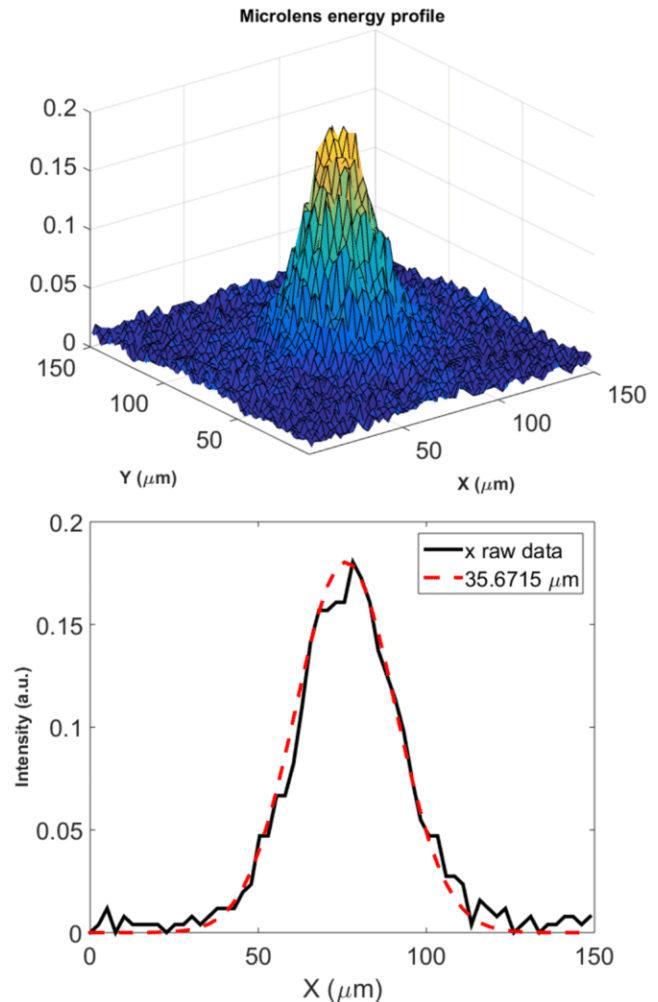 Microlens energy profile
0.2
0.15
0.1
0.05
0
150
100
50
50
100
150
Y (μm)
X (μm)
0.2
0.15
0.1
0.05
0
Intensity (a.u.)
x raw data
35.6715 μm
0
50
100
150
X (μm)